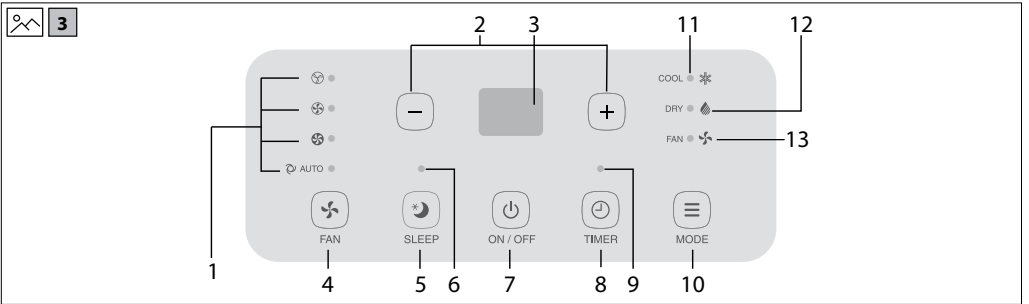 3
2 3 11 12
COOL
DRY
FAN 13
AUTO
1 6 9
FAN SLEEP ON / OFF TIMER MODE
4 5 7 8 10